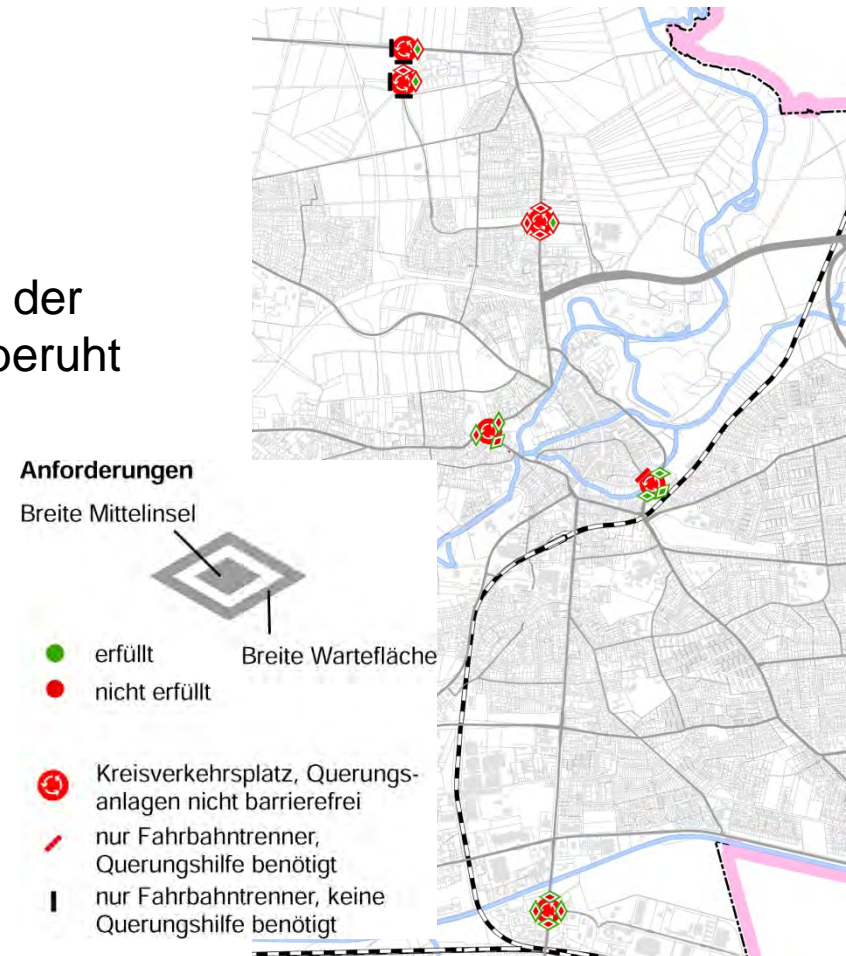 der
beruht
Anforderungen
Breite Mittelinsel
erfüllt
Breite Wartefläche
nicht erfüllt
Kreisverkehrsplatz, Querungs-
anlagen nicht barrierefrei
nur Fahrbahntrenner,
Querungshilfe benötigt
nur Fahrbahntrenner, keine
Querungshilfe benötigt